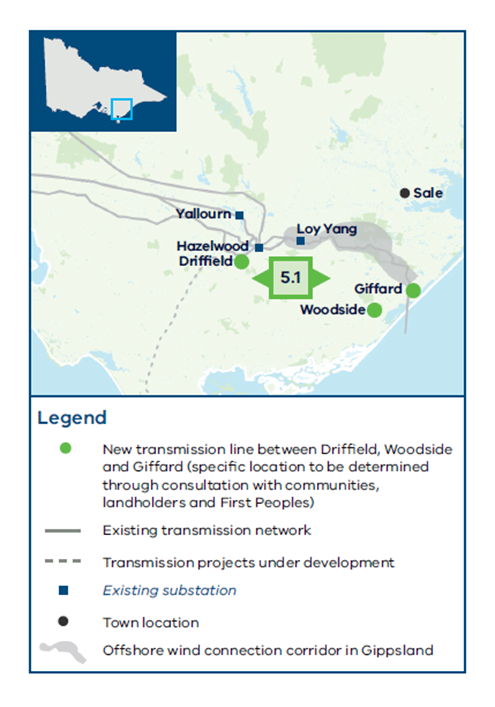 Sale
Yallourn
Loy Yang
Hazelwood
Driffield
5.1
Giffard
Woodside
Legend
New transmission line between Driffield, Woodside
and Giffard (specific location to be determined
through consultation with communities,
landholders and First Peoples)
Existing transmission network
Transmission projects under development
Existing substation
Town location
Offshore wind connection corridor in Gippsland